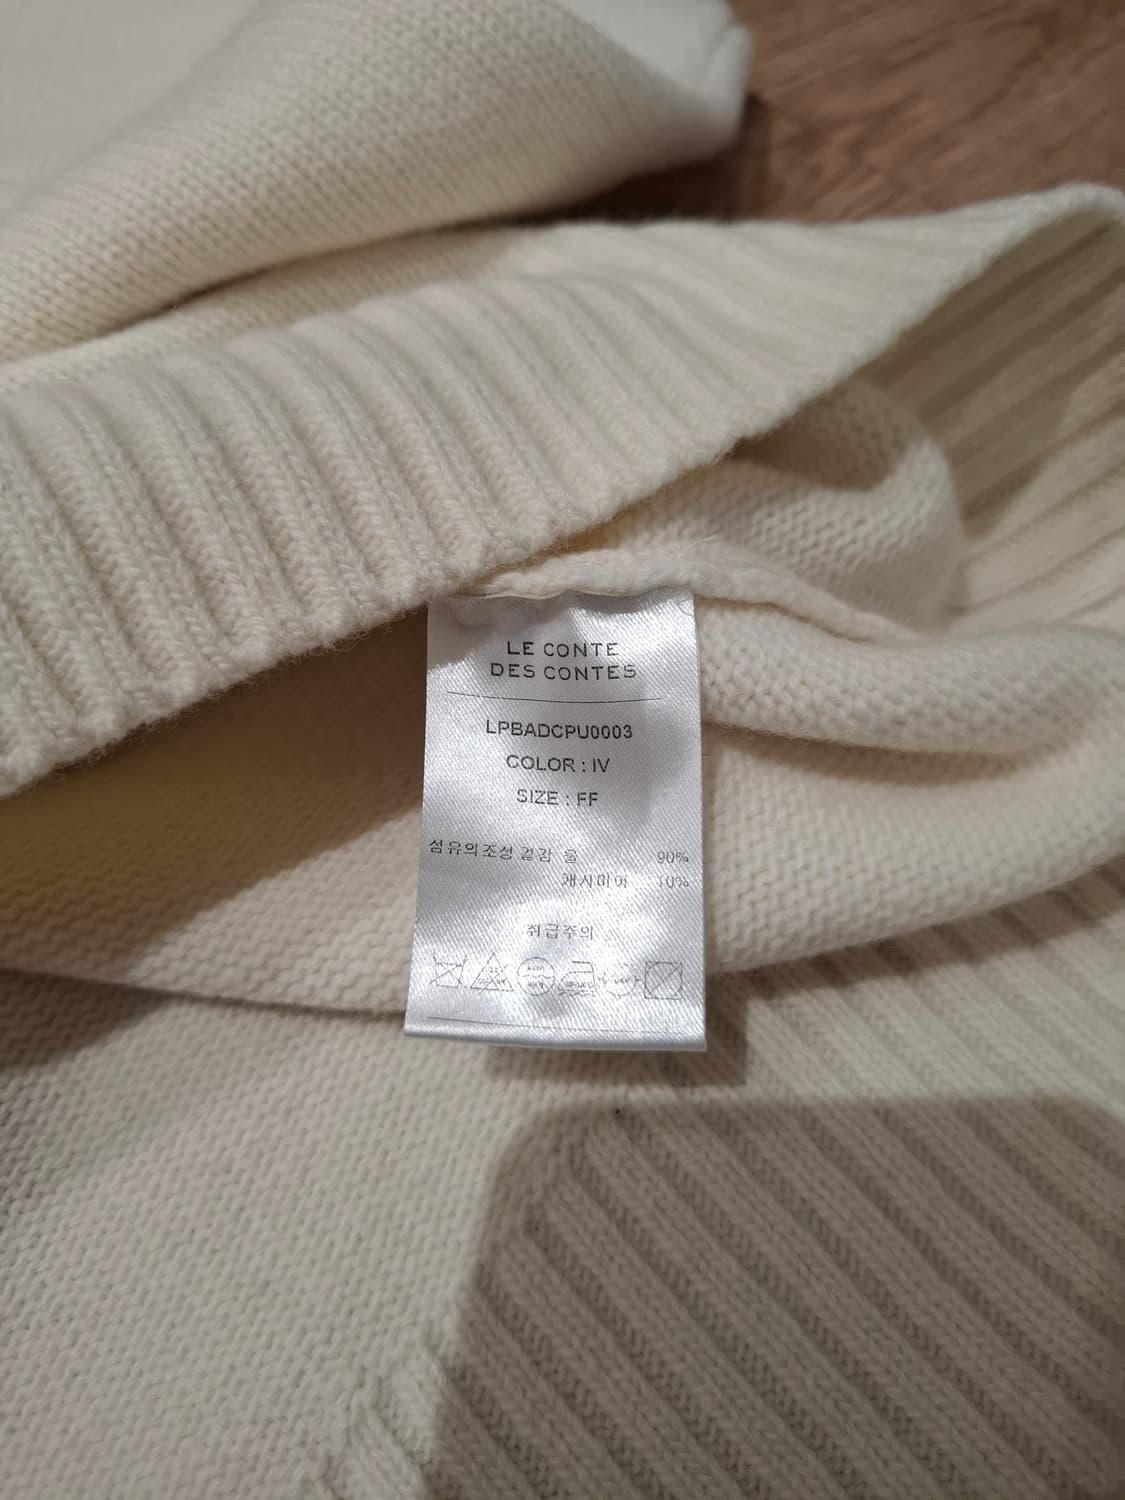 LE CONTE
DES CONTES
LPBADCPU0003
COLOR : IV
SIZE : FF
섬유의조성 겉감 울 90%
캐시미어 10%
취급주의